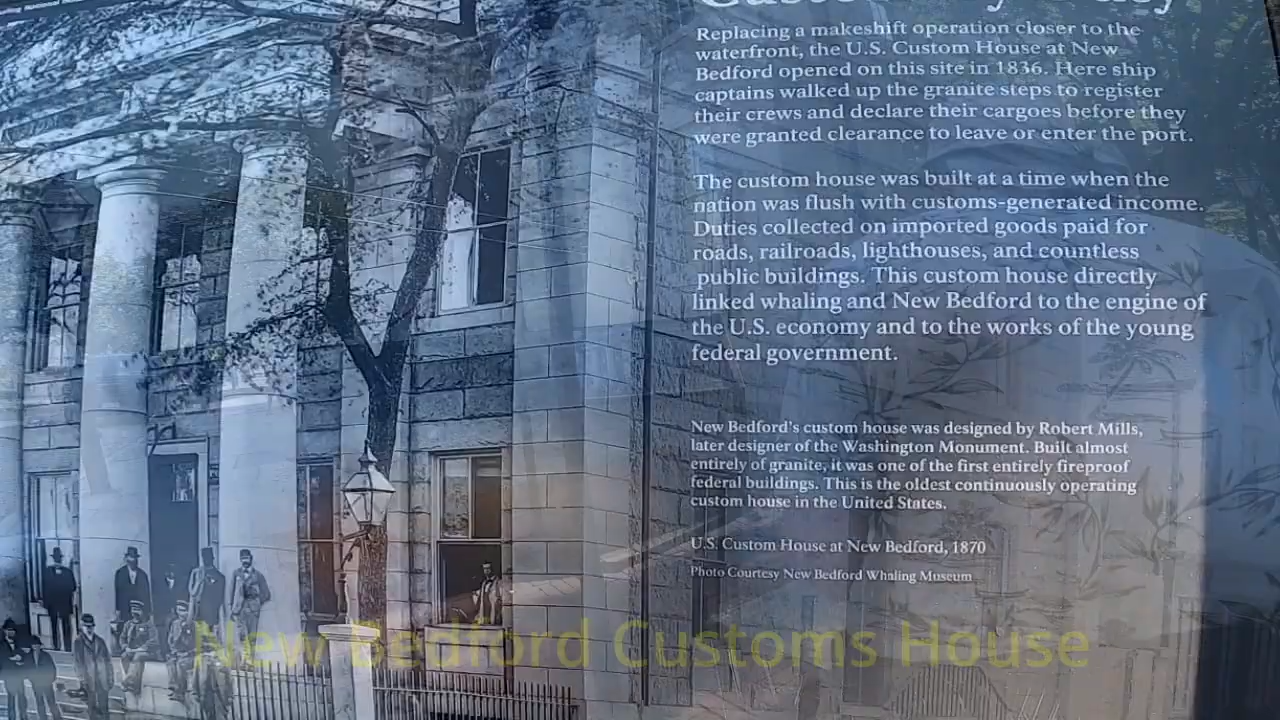 Replacing a makeshift operation closer to the
waterfront, the U.S. Custom House at New
Bedford opened on this site in 1836. Here ship
captains walked up the granite steps to register
their crews and declare their cargoes before they
were granted clearance to leave or enter the port.
The custom house was built at a time when the
nation was flush with customs-generated income.
Duties collected on imported goods paid for
roads, railroads, lighthouses, and countless
public buildings. This custom house directly
linked whaling and New Bedford to the engine of
the U.S. economy and to the works of the young
federal government.
New Bedford's custom house was designed by Robert Mills,
later designer of the Washington Monument. Built almost
entirely of granite, it was one of the first entirely fireproof
federal buildings. This is the oldest continuously operating
custom house in the United States.
U.S. Custom House at New Bedford, 1870
Photo Courtesy New Bedford Whaling Museum
New Bedford Customs House